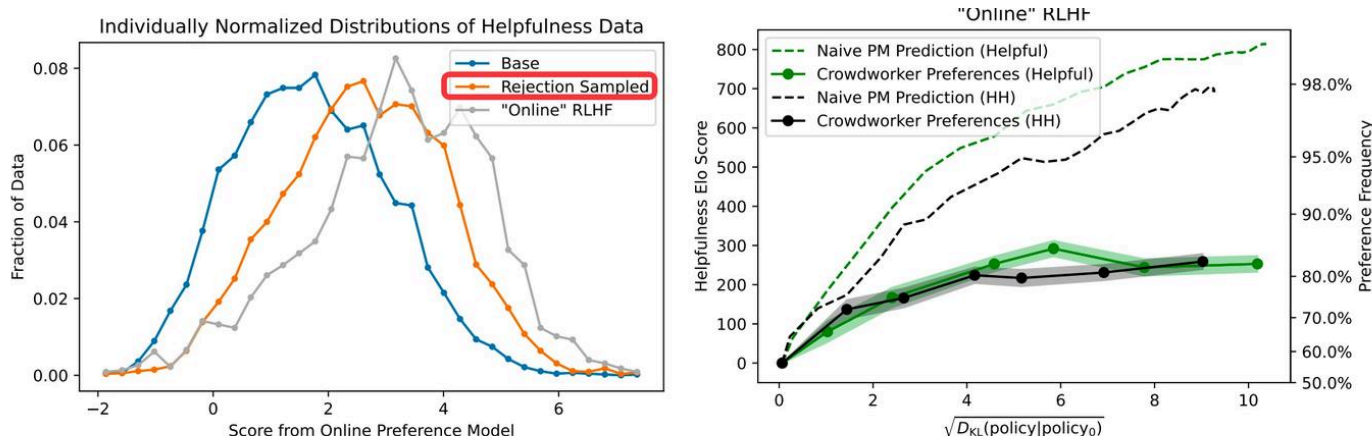 Individually Normalized Distributions of Helpfulness Data
Base
Rejection Sampled
"Online" RLHF
Fraction of Data
0.08
0.06
0.04
0.02
0.00
−2
0
2
4
6
Score from Online Preference Model
"Online" RLHF
Naive PM Prediction (Helpful)
Crowdworker Preferences (Helpful)
Naive PM Prediction (HH)
Crowdworker Preferences (HH)
Helpfulness Elo Score
800
700
600
500
400
300
200
100
0
98.0%
95.0%
90.0%
80.0%
70.0%
60.0%
50.0%
Preference Frequency
0
2
4
6
8
10
√D_KL(policy|policy₀)